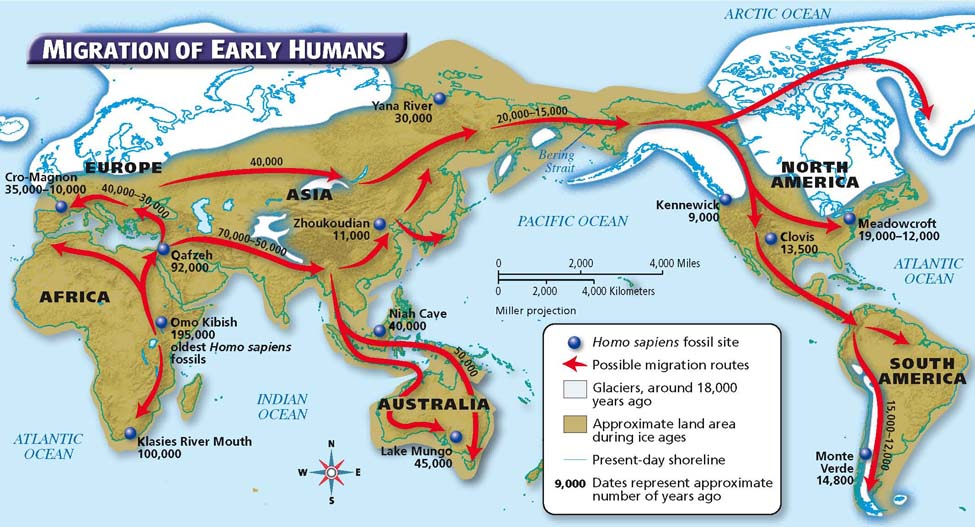 ARCTIC OCEAN
MIGRATION OF EARLY HUMANS
Yana River
30,000
20,000–15,000
Bering
Strait
EUROPE
40,000
NORTH
AMERICA
Cro-Magnon
35,000–10,000
40,000–30,000
ASIA
Zhoukoudian
11,000
PACIFIC OCEAN
Kennewick
9,000
Meadowcroft
19,000–12,000
Clovis
13,500
70,000–50,000
Qafzeh
92,000
ATLANTIC
OCEAN
0 2,000 4,000 Miles
0 2,000 4,000 Kilometers
Miller projection
AFRICA
Omo Kibish
195,000
oldest Homo sapiens
fossils
Niah Caye
40,000
50,000
Homo sapiens fossil site
Possible migration routes
Glaciers, around 18,000
years ago
Approximate land area
during ice ages
Present-day shoreline
9,000 Dates represent approximate
number of years ago
SOUTH
AMERICA
INDIAN
OCEAN
AUSTRALIA
15,000–12,000
ATLANTIC
OCEAN
Klasies River Mouth
100,000
N
W E
S
Lake Mungo
45,000
Monte
Verde
14,800